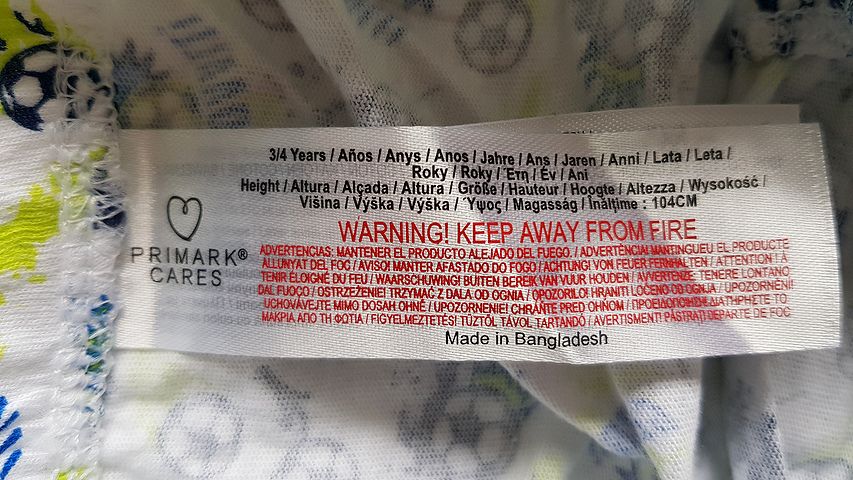 3/4 Years / Años / Anys / Anos / Jahre / Ans / Jaren / Anni / Lata / Leta /
Roky / Roky / Έτη / Év / Ani
Height / Altura / Alçada / Altura / Größe / Hauteur / Hoogte / Altezza / Wysokość /
Višina / Výška / Výška / Ύψος / Magasság / Înălțime : 104CM
PRIMARK®
CARES
WARNING! KEEP AWAY FROM FIRE
ADVERTENCIAS: MANTENER EL PRODUCTO ALEJADO DEL FUEGO. / ADVERTÈNCIA! MANTINGUEU EL PRODUCTE
ALLUNYAT DEL FOC / AVISO! MANTER AFASTADO DO FOGO / ACHTUNG! VON FEUER FERNHALTEN / ATTENTION ! À
TENIR ÉLOIGNÉ DU FEU / WAARSCHUWING! BUITEN BEREIK VAN VUUR HOUDEN / AVVERTENZE: TENERE LONTANO
DAL FUOCO / OSTRZEŻENIE! TRZYMAĆ Z DALA OD OGNIA / OPOZORILO! HRANITI LOČENO OD OGNJA / UPOZORNĚNÍ!
UCHOVÁVEJTE MIMO DOSAH OHNĚ / UPOZORNENIE! CHRÁŇTE PRED OHŇOM / ΠΡΟΕΙΔΟΠΟΙΗΣΗ! ΔΙΑΤΗΡΗΣΤΕ ΤΟ
ΜΑΚΡΙΑ ΑΠΟ ΤΗ ΦΩΤΙΑ / FIGYELMEZTETÉS! TŰZTŐL TÁVOL TARTANDÓ / AVERTISMENT! PĂSTRAȚI DEPARTE DE FOC
Made in Bangladesh